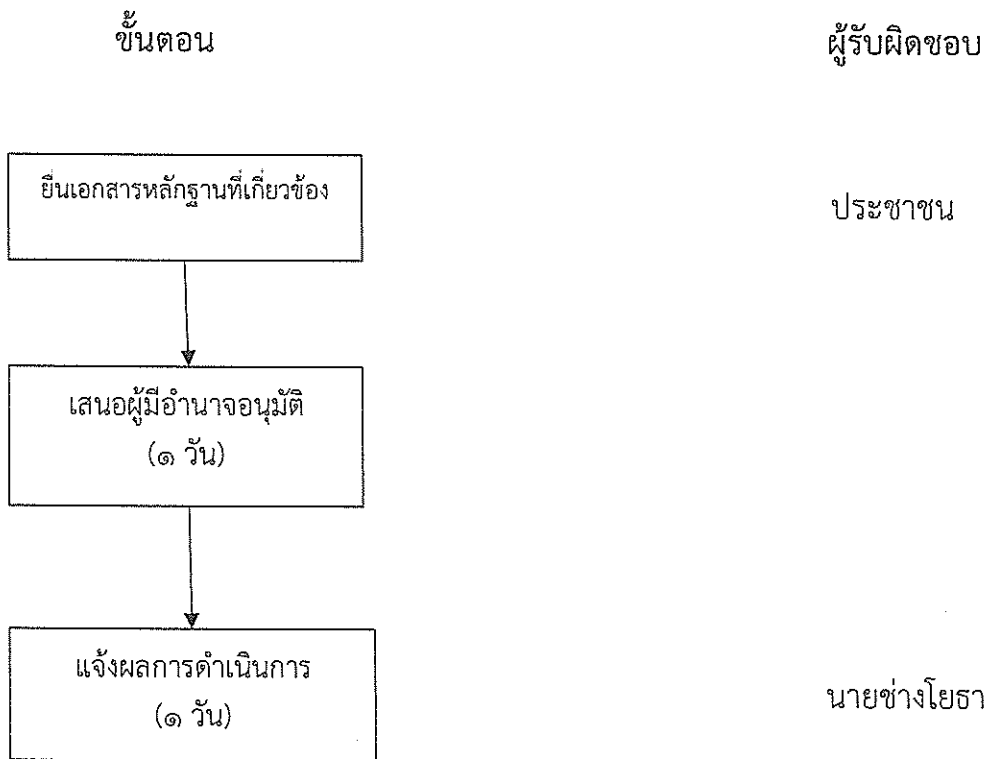 ขั้นตอน ผู้รับผิดชอบ
ยื่นเอกสารหลักฐานที่เกี่ยวข้อง
ประชาชน
เสนอผู้มีอำนาจอนุมัติ
(๑ วัน)
แจ้งผลการดำเนินการ
(๑ วัน)
นายช่างโยธา